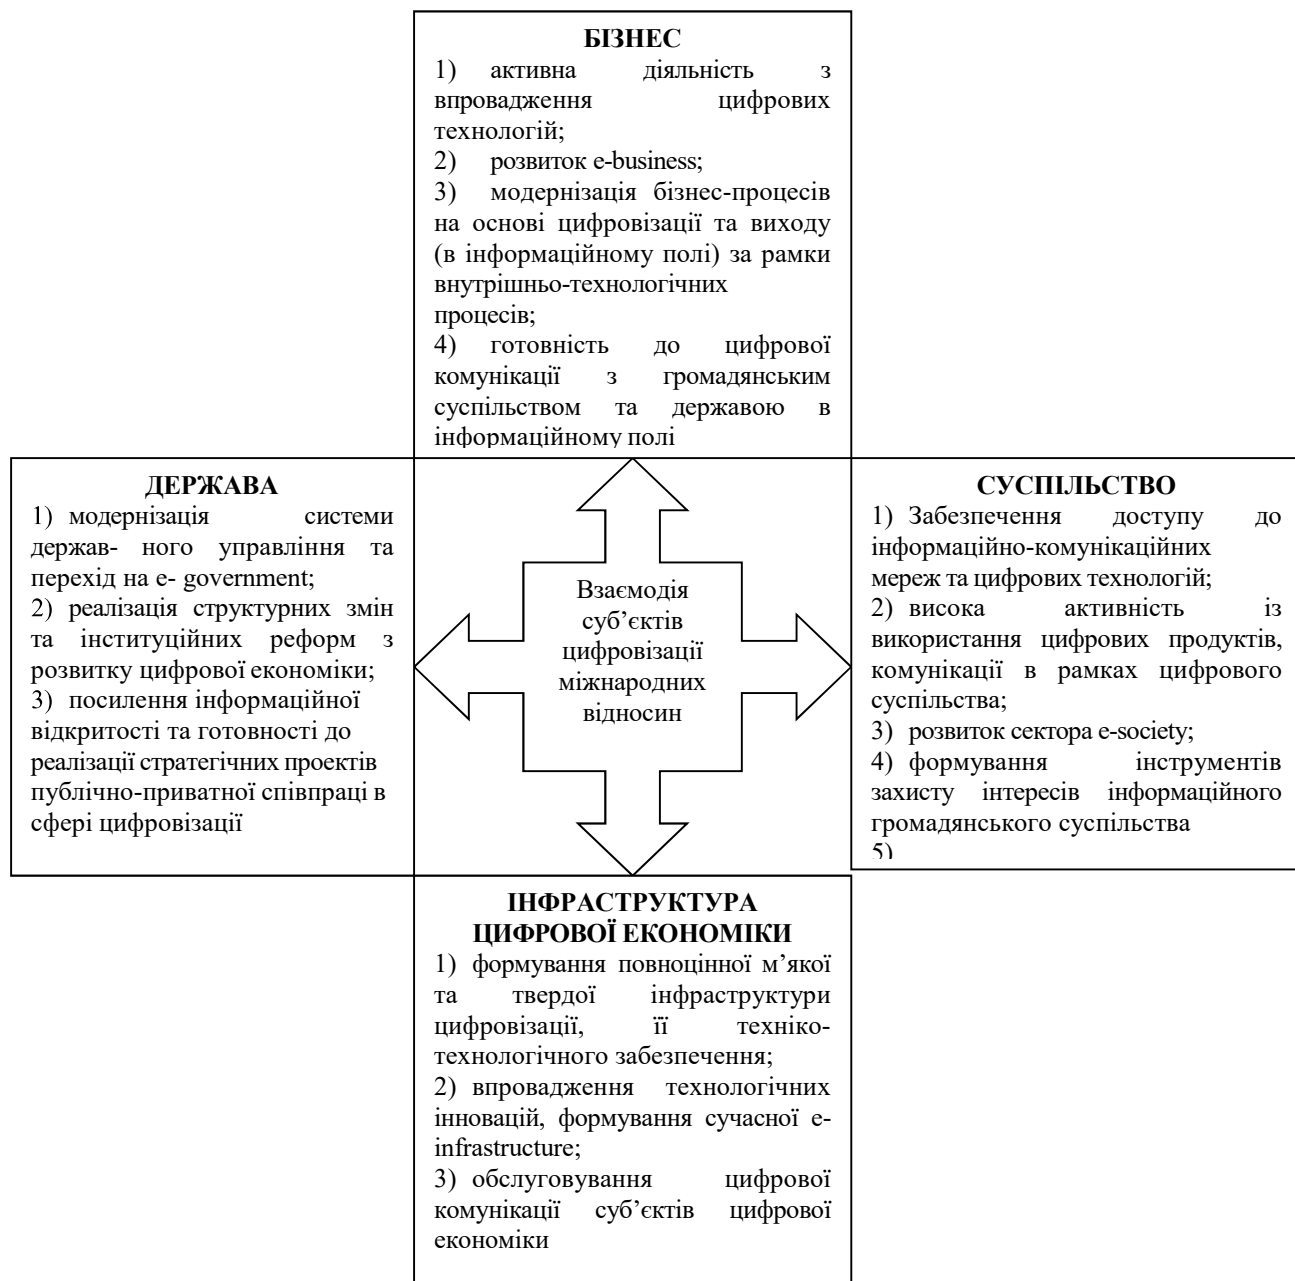 БІЗНЕС
1) активна діяльність з
впровадження цифрових
технологій;
2) розвиток e-business;
3) модернізація бізнес-процесів
на основі цифровізації та виходу
(в інформаційному полі) за рамки
внутрішньо-технологічних
процесів;
4) готовність до цифрової
комунікації з громадянським
суспільством та державою в
інформаційному полі
ДЕРЖАВА
1) модернізація системи
держав- ного управління та
перехід на e- government;
2) реалізація структурних змін
та інституційних реформ з
розвитку цифрової економіки;
3) посилення інформаційної
відкритості та готовності до
реалізації стратегічних проектів
публічно-приватної співпраці в
сфері цифровізації
Взаємодія
суб’єктів
цифровізації
міжнародних
відносин
СУСПІЛЬСТВО
1) Забезпечення доступу до
інформаційно-комунікаційних
мереж та цифрових технологій;
2) висока активність із
використання цифрових продуктів,
комунікації в рамках цифрового
суспільства;
3) розвиток сектора e-society;
4) формування інструментів
захисту інтересів інформаційного
громадянського суспільства
5)
ІНФРАСТРУКТУРА
ЦИФРОВОЇ ЕКОНОМІКИ
1) формування повноцінної м’якої
та твердої інфраструктури
цифровізації, її техніко-
технологічного забезпечення;
2) впровадження технологічних
інновацій, формування сучасної e-
infrastructure;
3) обслуговування цифрової
комунікації суб’єктів цифрової
економіки